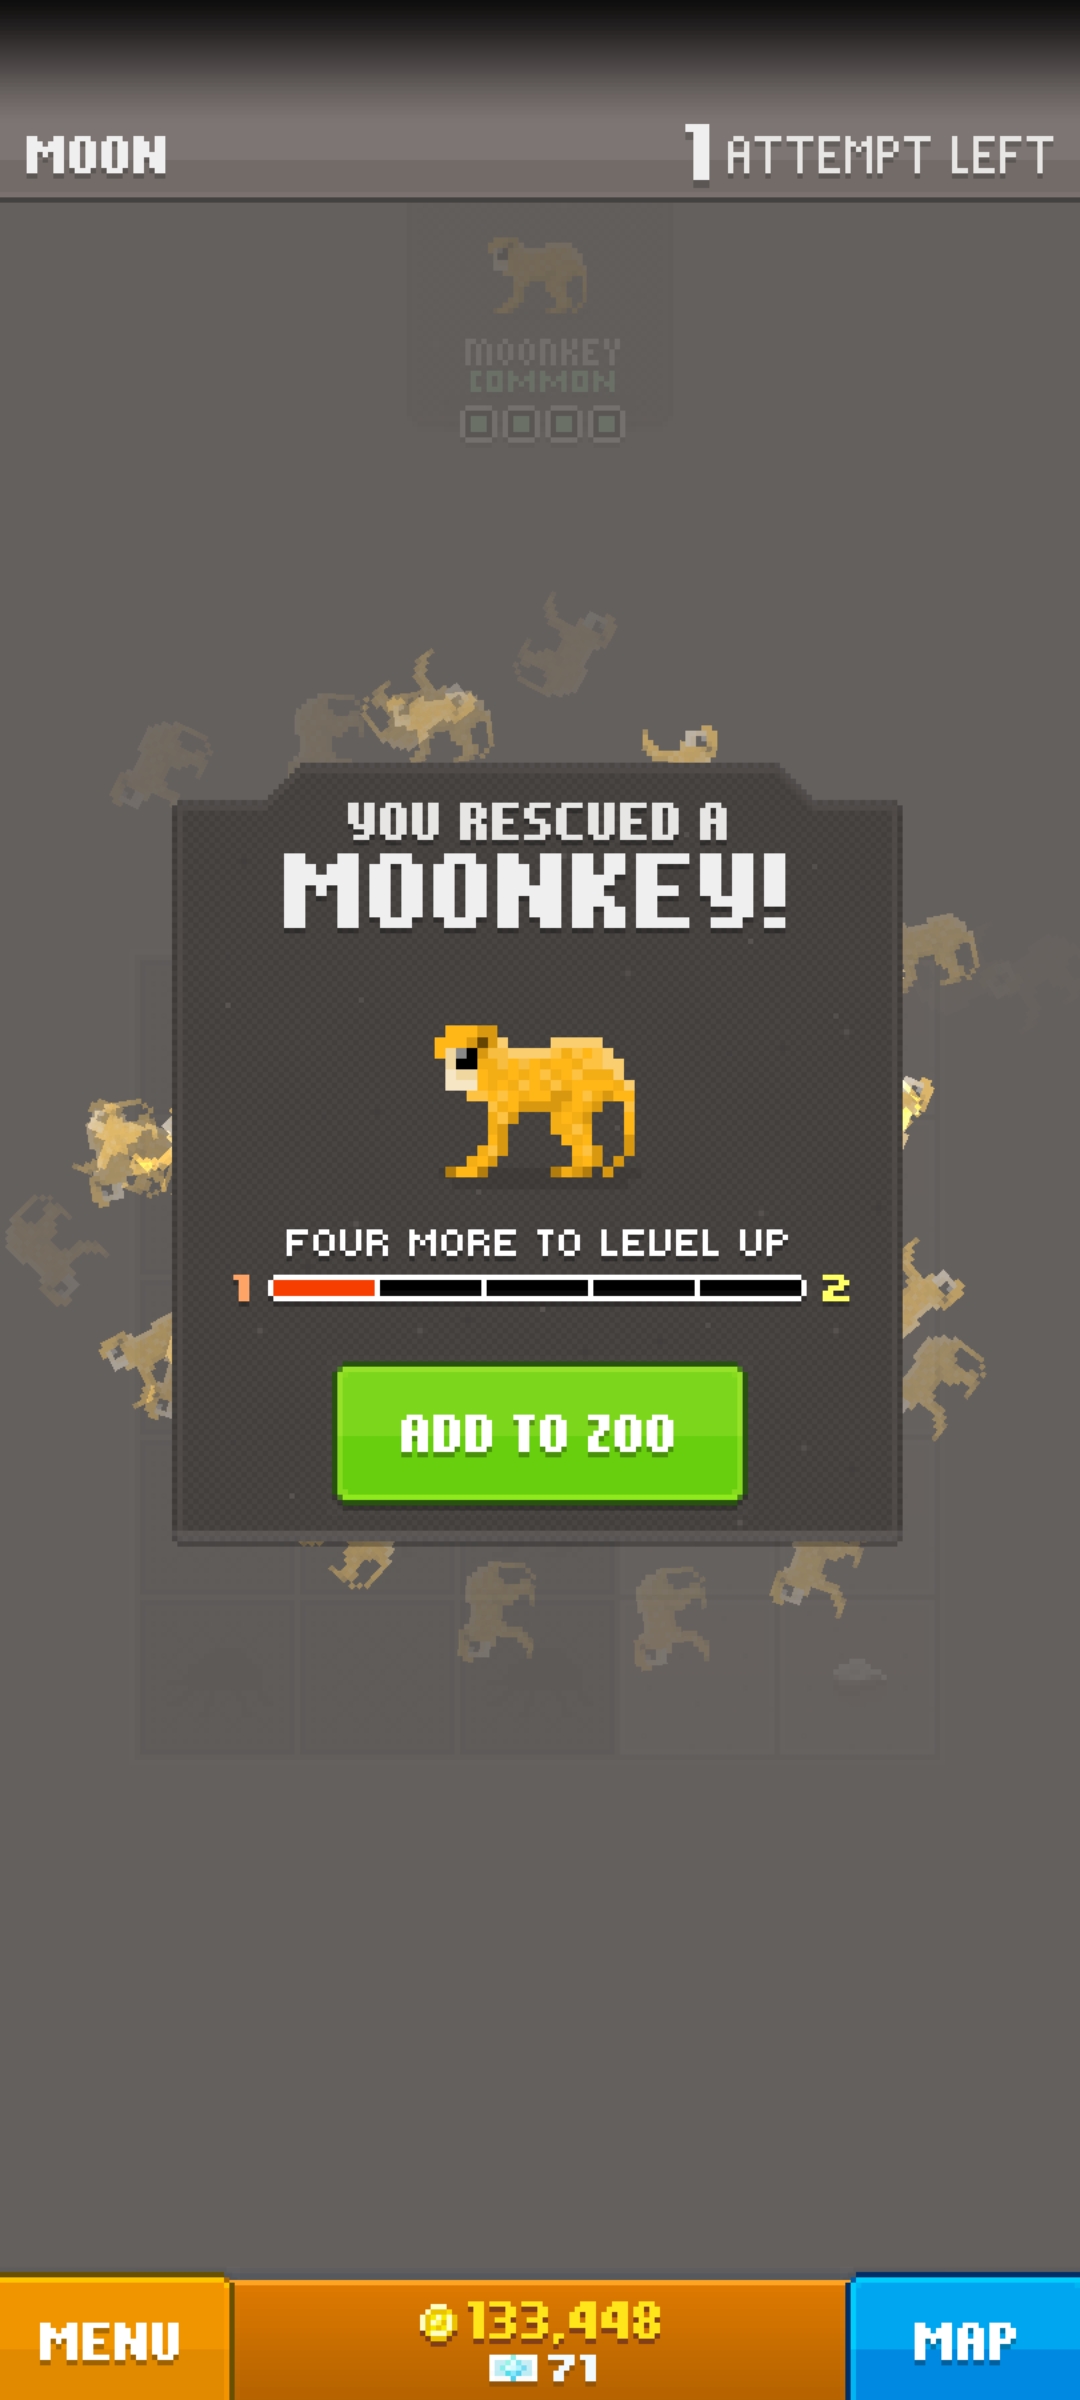 MOON
1 ATTEMPT LEFT
MOONKEY
COMMON
YOU RESCUED A
MOONKEY!
FOUR MORE TO LEVEL UP
1 2
ADD TO ZOO
MENU
133,448
71
MAP